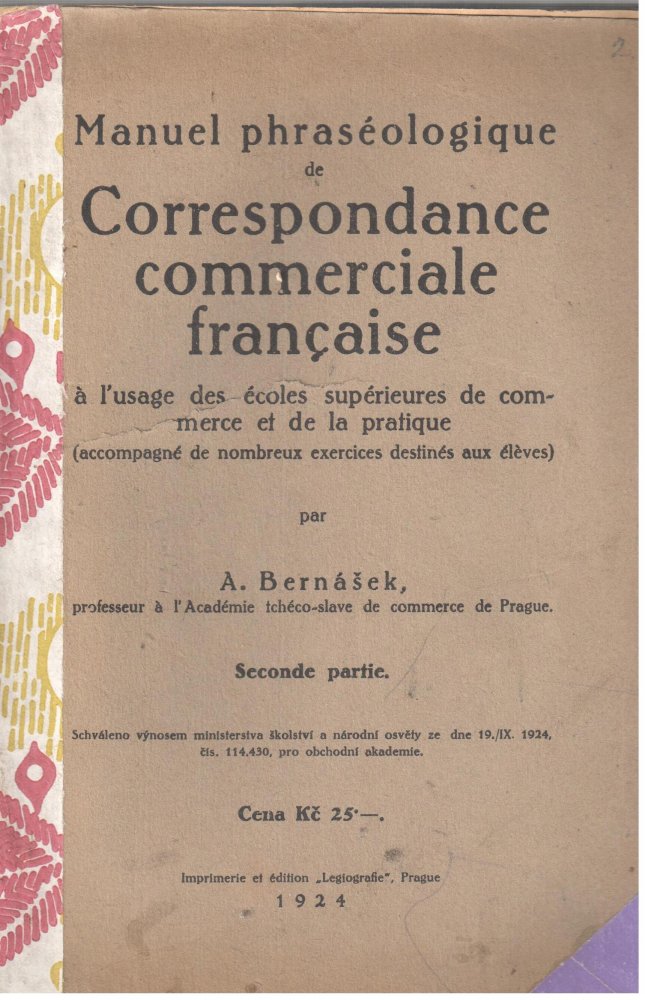 2.
Manuel phraséologique
de
Correspondance
commerciale
française
à l'usage des écoles supérieures de com-
merce et de la pratique
(accompagné de nombreux exercices destinés aux élèves)
par
A. Bernášek,
professeur à l'Académie tchéco-slave de commerce de Prague.
Seconde partie.
Schváleno výnosem ministerstva školství a národní osvěty ze dne 19./IX. 1924,
čís. 114.430, pro obchodní akademie.
Cena Kč 25·—.
Imprimerie et édition „Legiografie", Prague
1924